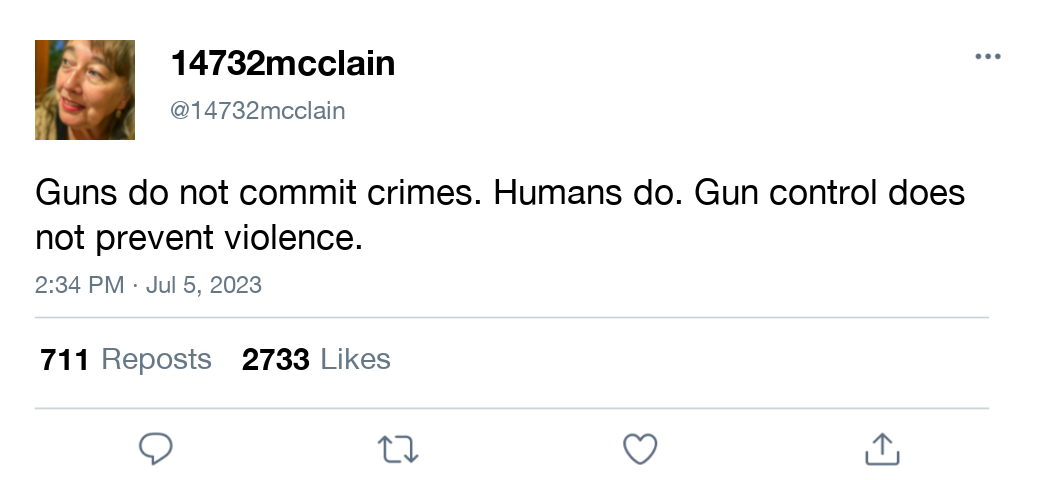 14732mcclain
@14732mcclain
Guns do not commit crimes. Humans do. Gun control does
not prevent violence.
2:34 PM · Jul 5, 2023
711 Reposts 2733 Likes